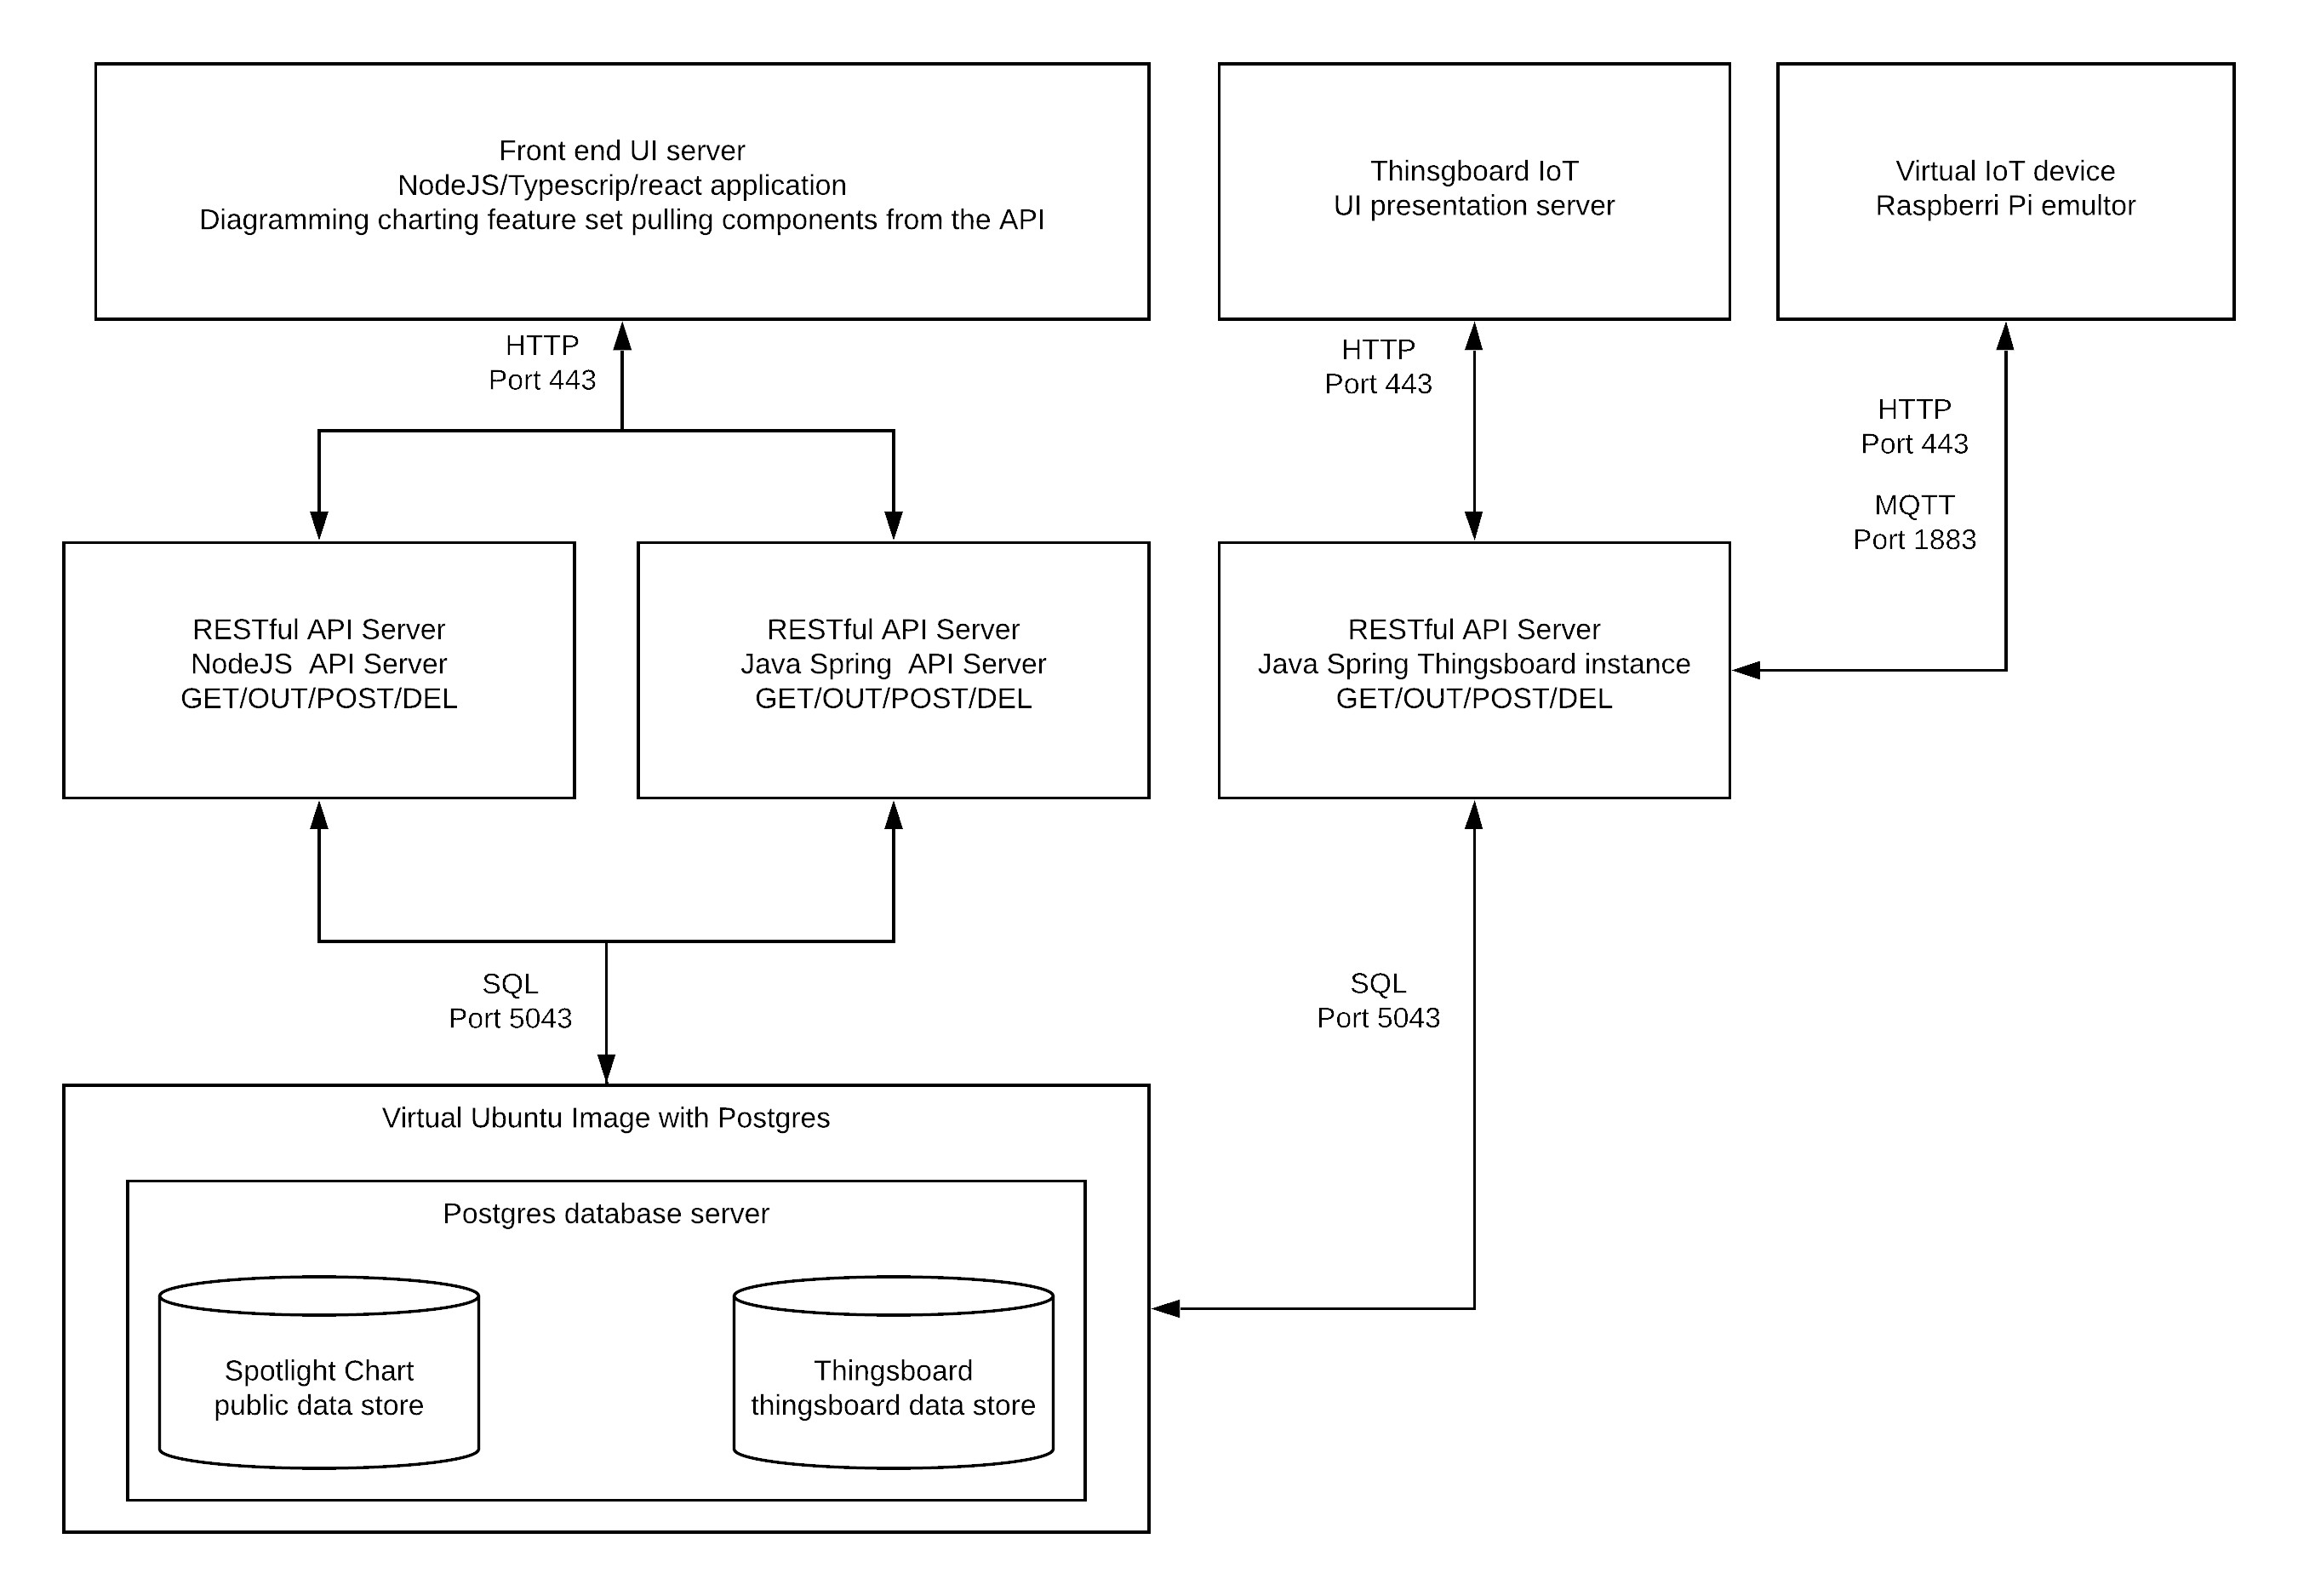 Front end UI server
NodeJS/Typescrip/react application
Diagramming charting feature set pulling components from the API
Thinsgboard IoT
UI presentation server
Virtual IoT device
Raspberri Pi emultor
HTTP
Port 443
HTTP
Port 443
HTTP
Port 443
MQTT
Port 1883
RESTful API Server
NodeJS  API Server
GET/OUT/POST/DEL
RESTful API Server
Java Spring  API Server
GET/OUT/POST/DEL
RESTful API Server
Java Spring Thingsboard instance
GET/OUT/POST/DEL
SQL
Port 5043
SQL
Port 5043
Virtual Ubuntu Image with Postgres
Postgres database server
Spotlight Chart
public data store
Thingsboard
thingsboard data store